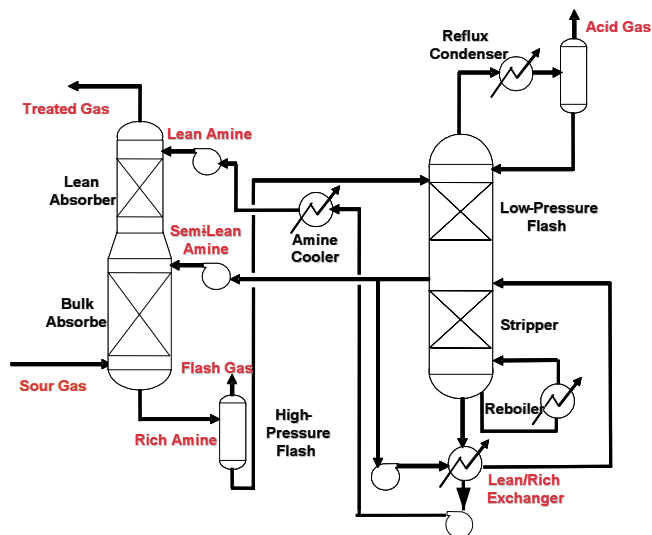 Reflux
Condenser
Acid Gas
Treated Gas
Lean Amine
Lean
Absorber
Low-Pressure
Flash
Semi-Lean
Amine
Amine
Cooler
Bulk
Absorbe
Stripper
Sour Gas
Flash Gas
Rich Amine
High-
Pressure
Flash
Reboiler
Lean/Rich
Exchanger